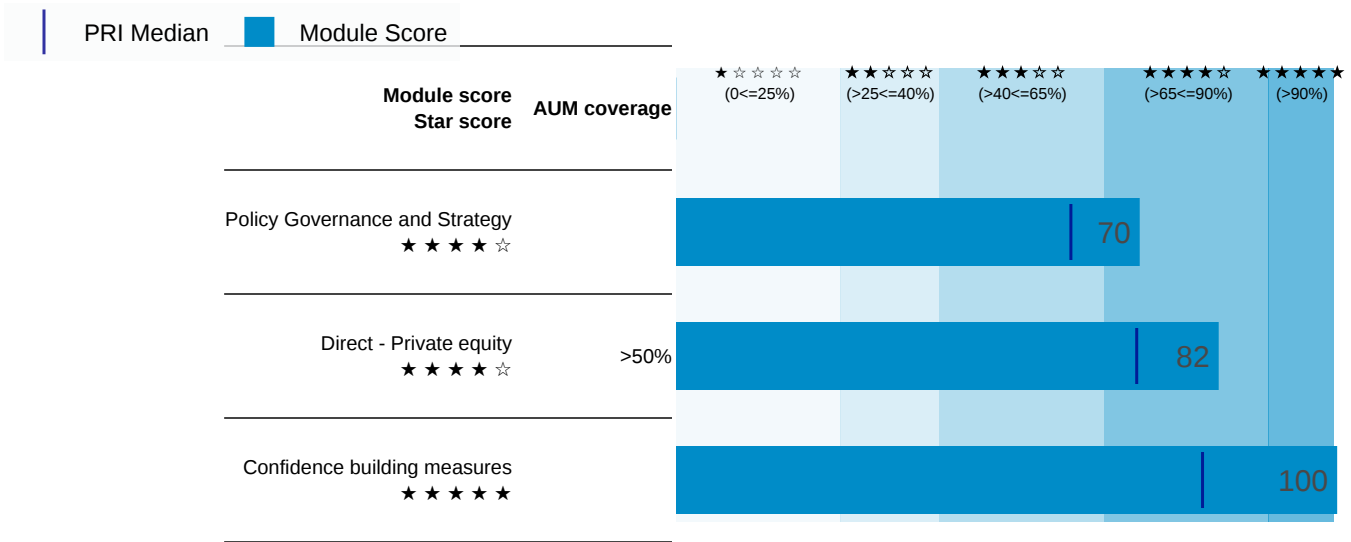 PRI Median Module Score
★ ☆ ☆ ☆ ☆ ★ ★ ☆ ☆ ☆ ★ ★ ★ ☆ ☆ ★ ★ ★ ★ ☆ ★ ★ ★ ★ ★
(0<=25%) (>25<=40%) (>40<=65%) (>65<=90%) (>90%)
Module score
Star score
AUM coverage
Policy Governance and Strategy
★ ★ ★ ★ ☆
70
Direct - Private equity
★ ★ ★ ★ ☆
>50%
82
Confidence building measures
★ ★ ★ ★ ★
100